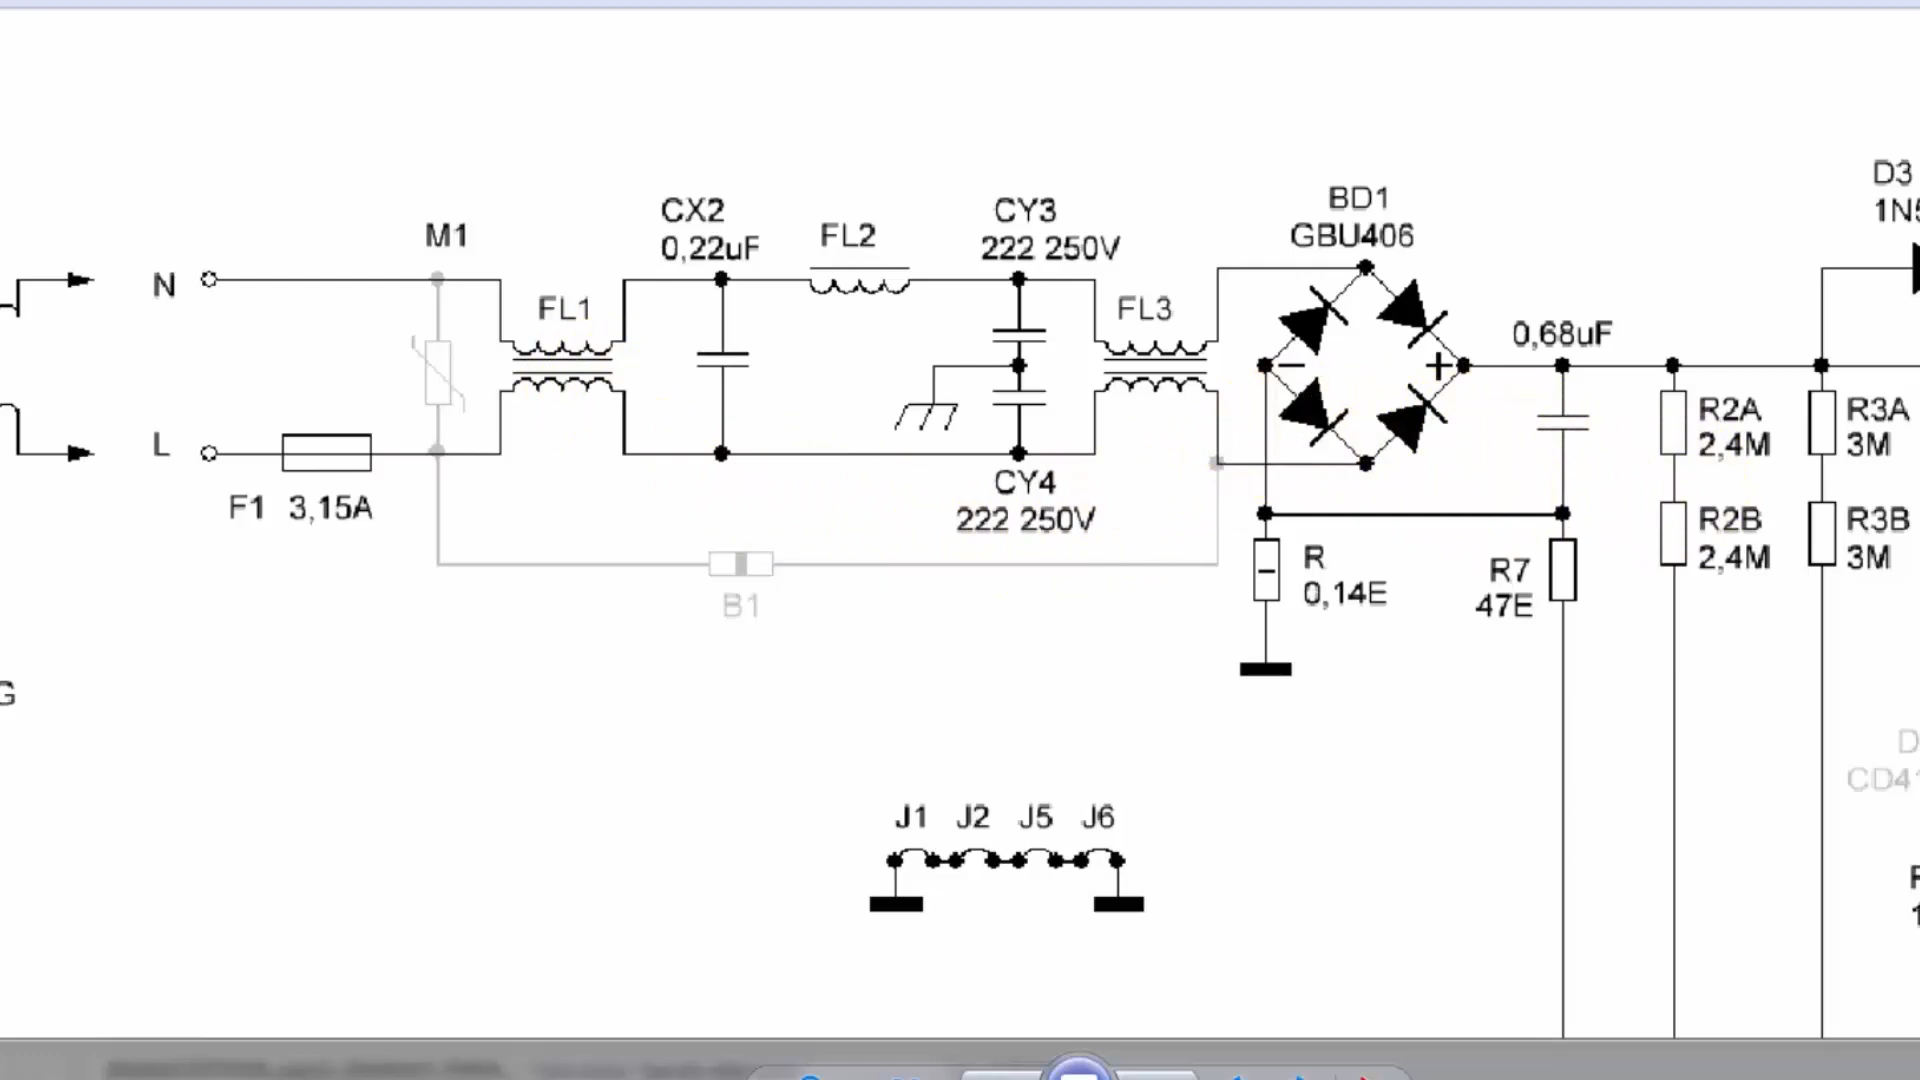 D3
1N5
BD1
GBU406
CX2
0,22uF
CY3
222 250V
M1
FL2
N
FL1
FL3
0,68uF
−
+
L
F1 3,15A
CY4
222 250V
R2A
2,4M
R3A
3M
R2B
2,4M
R3B
3M
R
0,14E
R7
47E
B1
G
D
CD41
J1 J2 J5 J6